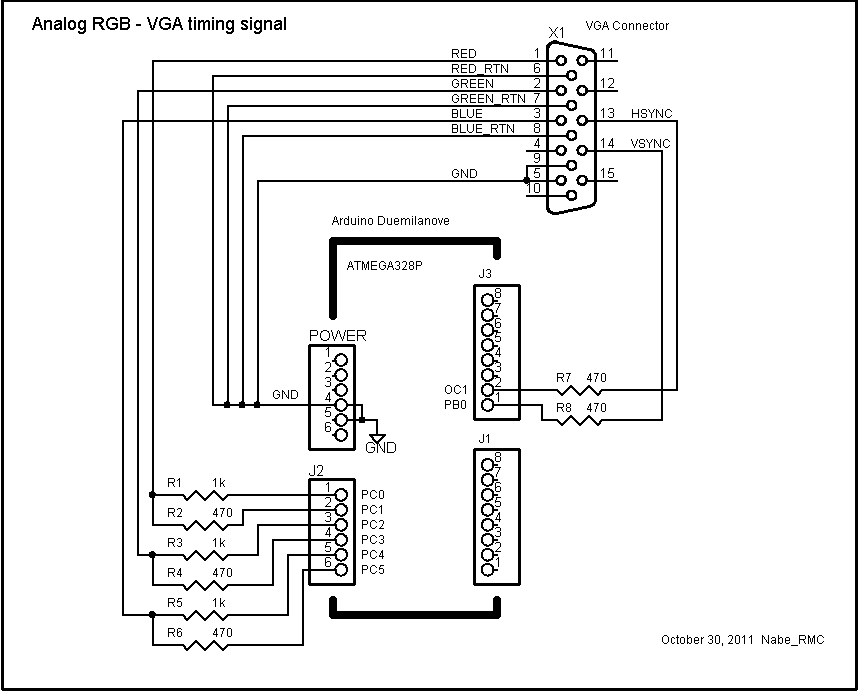 Analog RGB - VGA timing signal
VGA Connector
X1
RED 1 11
RED_RTN 6
GREEN 2 12
GREEN_RTN 7
BLUE 3 13 HSYNC
BLUE_RTN 8
4 14 VSYNC
9
GND 5 15
10
Arduino Duemilanove
ATMEGA328P
J3
8
7
6
5
4
3
OC1 2 R7 470
PB0 1 R8 470
POWER
1
2
3
GND 4
5
6
GND
J1
8
7
6
5
4
3
2
1
J2
R1 1k 1 PC0
R2 470 2 PC1
3 PC2
R3 1k 4 PC3
5 PC4
R4 470 6 PC5
R5 1k
R6 470
October 30, 2011 Nabe_RMC